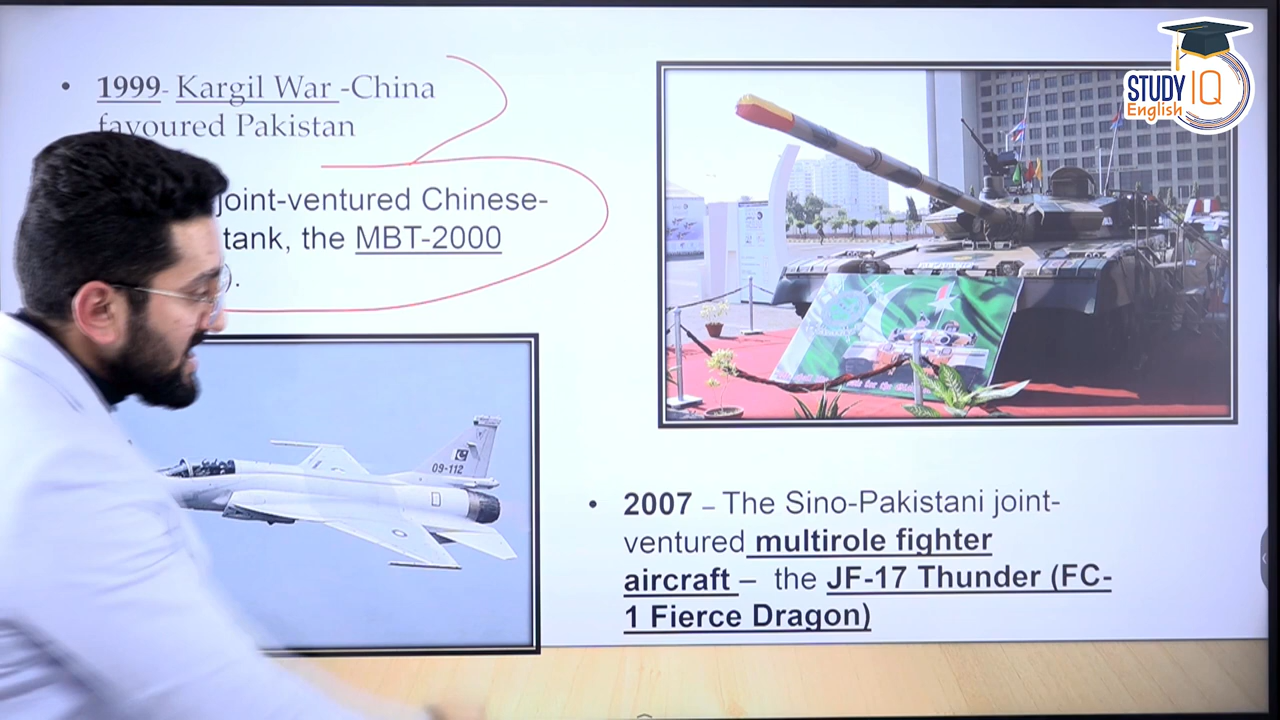 STUDY IQ
English
• 1999- Kargil War -China
favoured Pakistan
joint-ventured Chinese-
tank, the MBT-2000
).
09-112
• 2007 – The Sino-Pakistani joint-
ventured multirole fighter
aircraft – the JF-17 Thunder (FC-
1 Fierce Dragon)